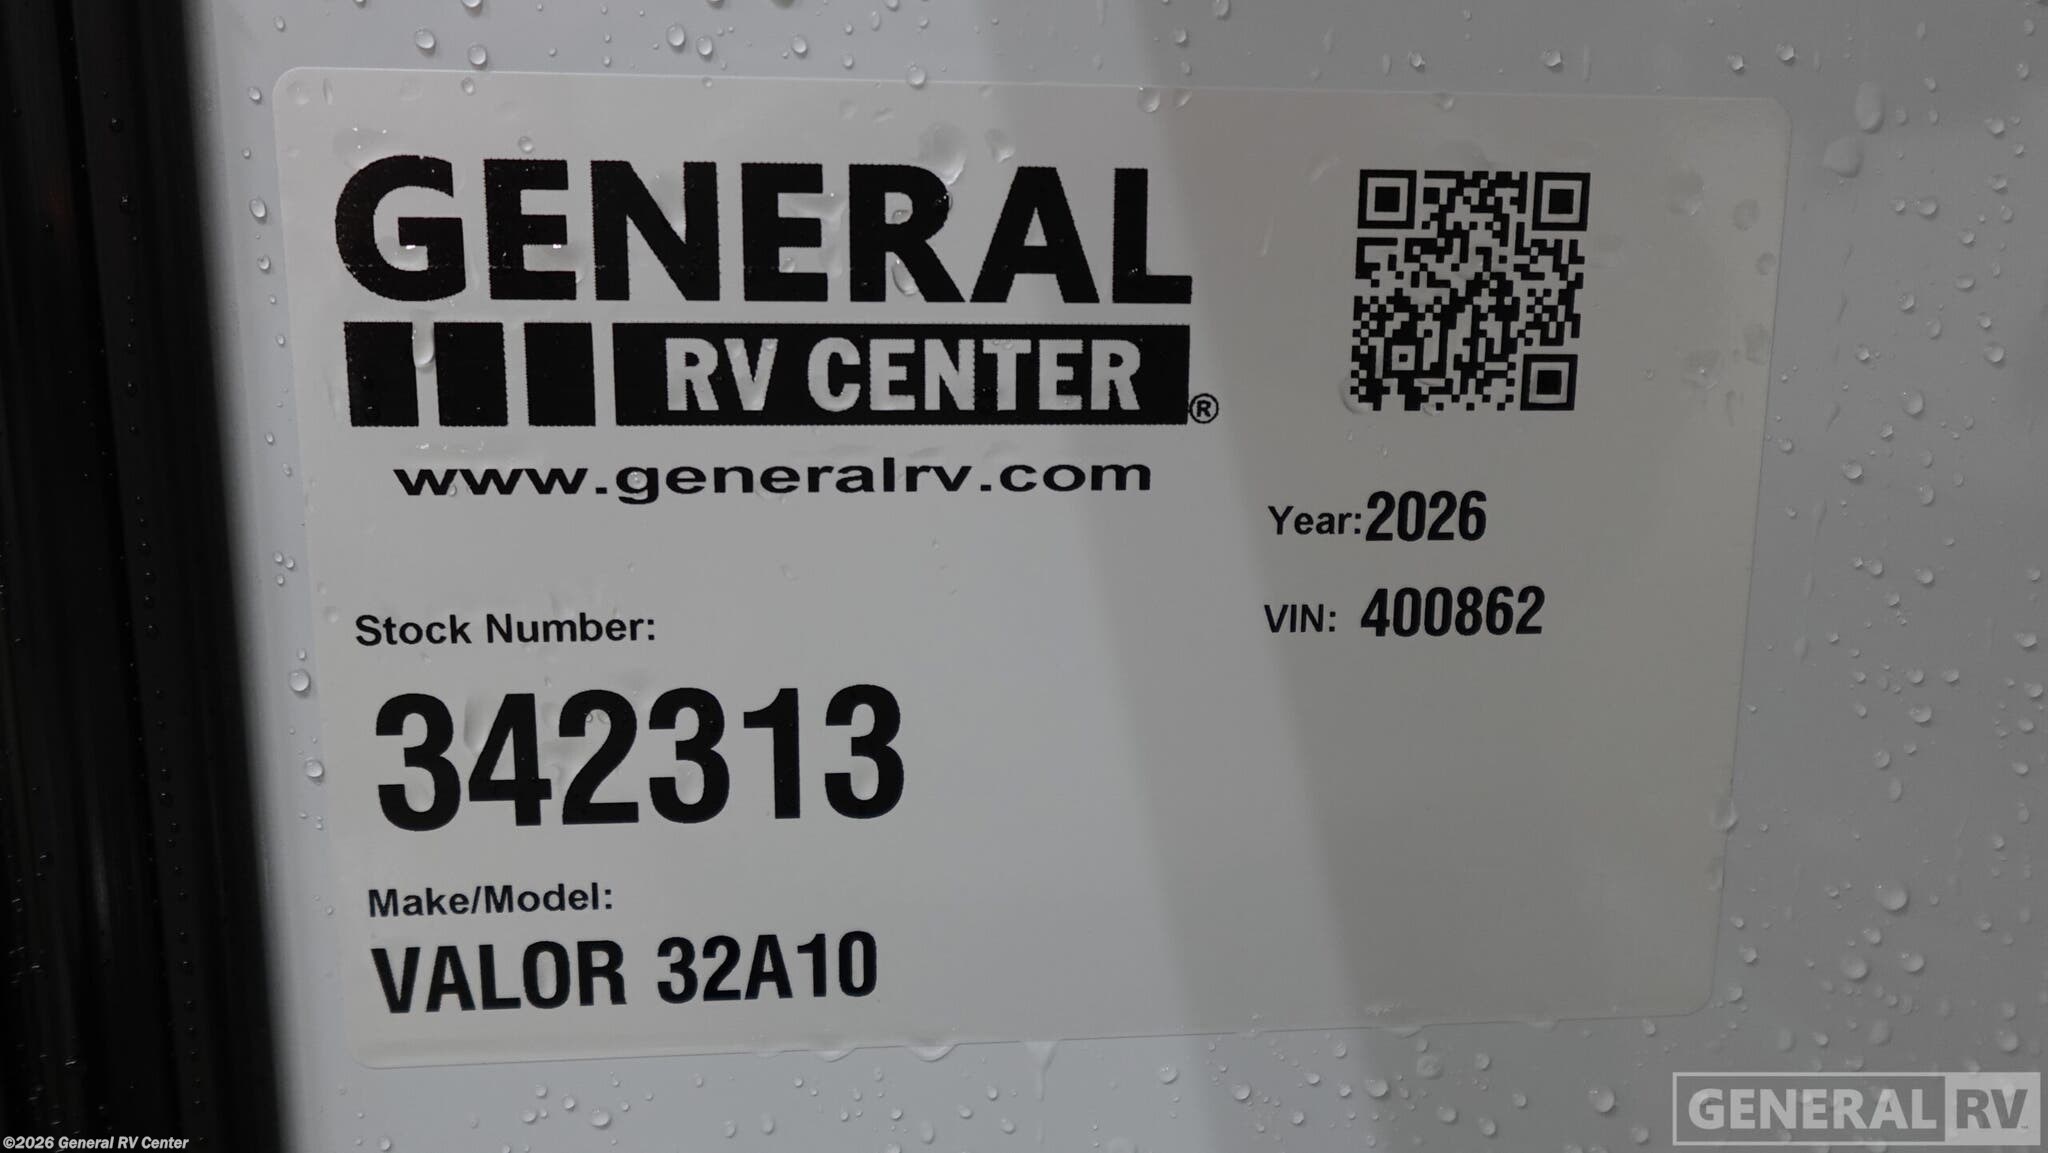 GENERAL
RV CENTER®
www.generalrv.com
Year: 2026
VIN: 400862
Stock Number:
342313
Make/Model:
VALOR 32A10
GENERAL RV
©2026 General RV Center